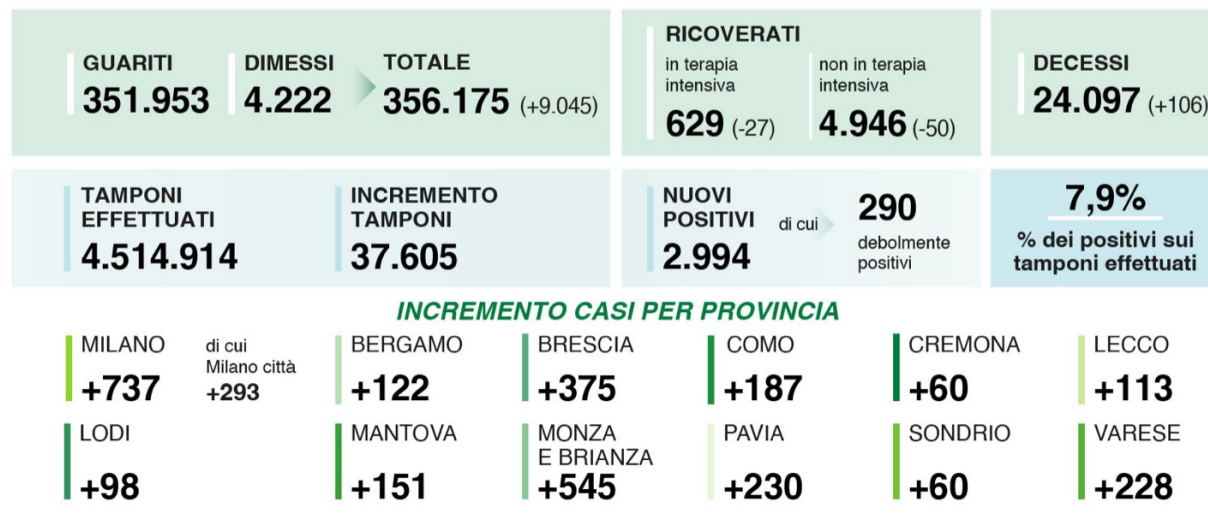 GUARITI
351.953
DIMESSI
4.222
TOTALE
356.175 (+9.045)
RICOVERATI
in terapia
intensiva
629 (-27)
non in terapia
intensiva
4.946 (-50)
DECESSI
24.097 (+106)
TAMPONI
EFFETTUATI
4.514.914
INCREMENTO
TAMPONI
37.605
NUOVI
POSITIVI
2.994
di cui
290
debolmente
positivi
7,9%
% dei positivi sui
tamponi effettuati
INCREMENTO CASI PER PROVINCIA
MILANO
+737
di cui
Milano città
+293
BERGAMO
+122
BRESCIA
+375
COMO
+187
CREMONA
+60
LECCO
+113
LODI
+98
MANTOVA
+151
MONZA
E BRIANZA
+545
PAVIA
+230
SONDRIO
+60
VARESE
+228